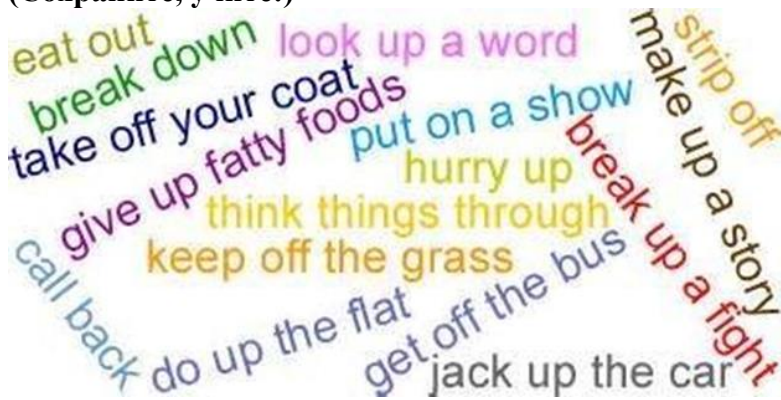 eat out
break down
look up a word
strip off
make up a story
take off your coat
give up fatty foods
put on a show
hurry up
break up a fight
think things through
keep off the grass
call back
do up the flat
get off the bus
jack up the car